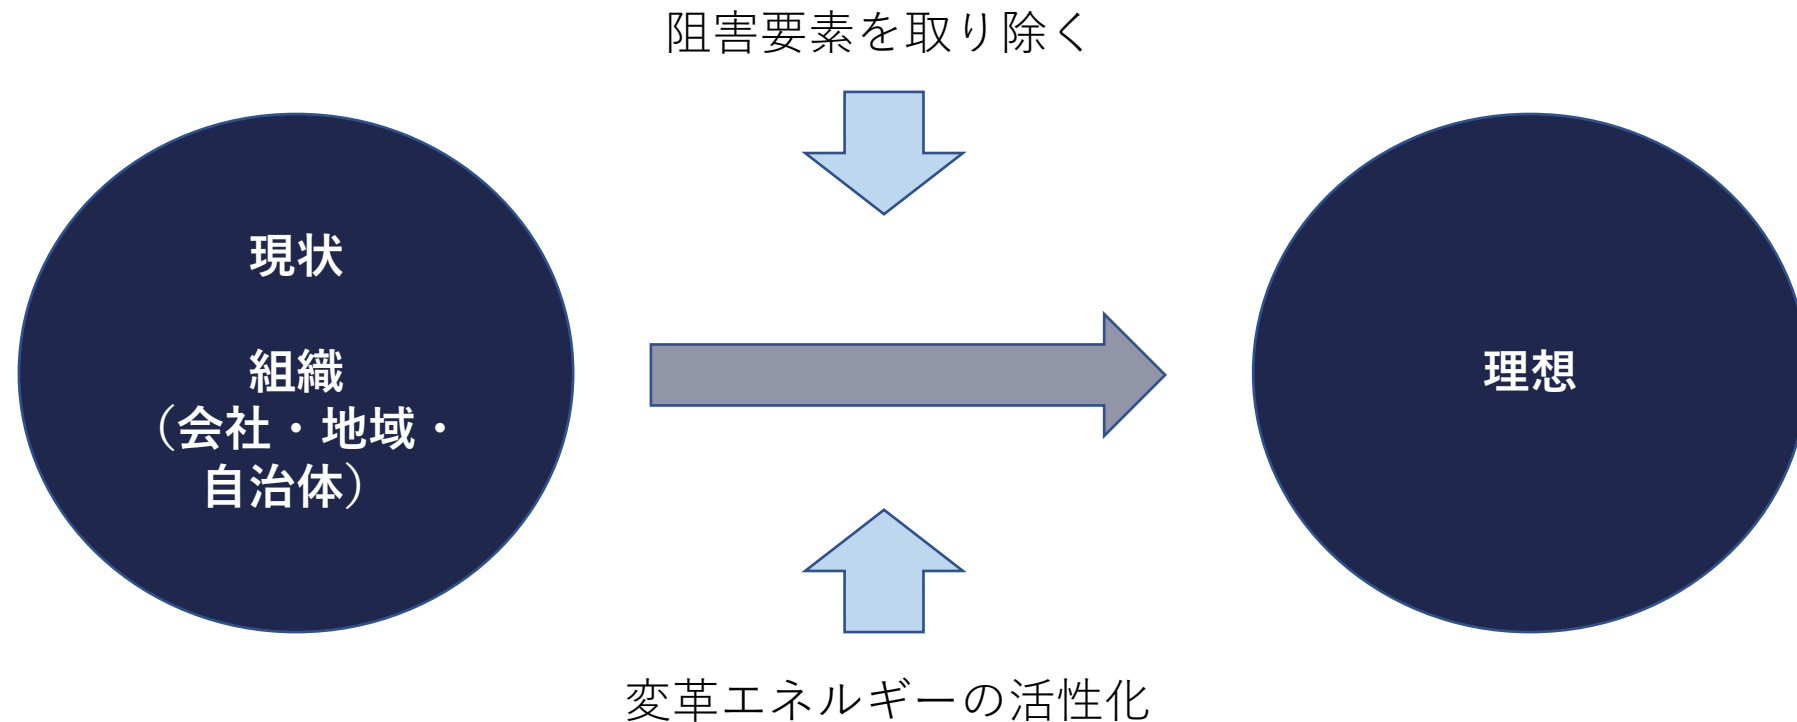 阻害要素を取り除く
現状
組織
（会社・地域・
自治体）
理想
変革エネルギーの活性化